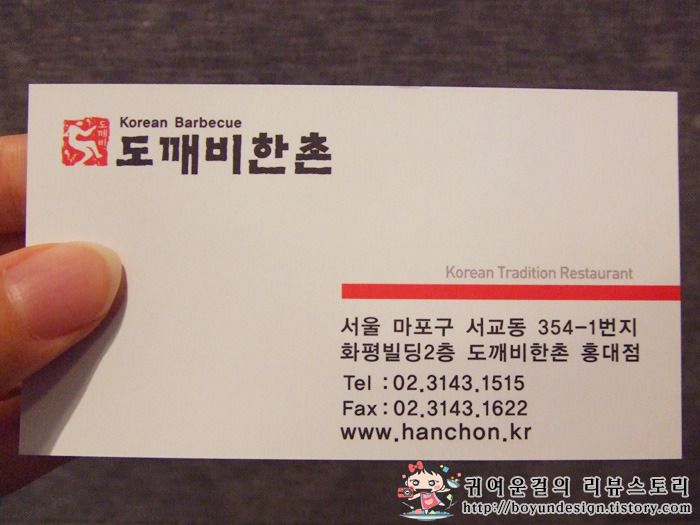 도깨비
Korean Barbecue
도깨비한촌
Korean Tradition Restaurant
서울 마포구 서교동 354-1번지
화평빌딩2층 도깨비한촌 홍대점
Tel : 02.3143.1515
Fax : 02.3143.1622
www.hanchon.kr
귀여운걸의 리뷰스토리
http://boyundesign.tistory.com